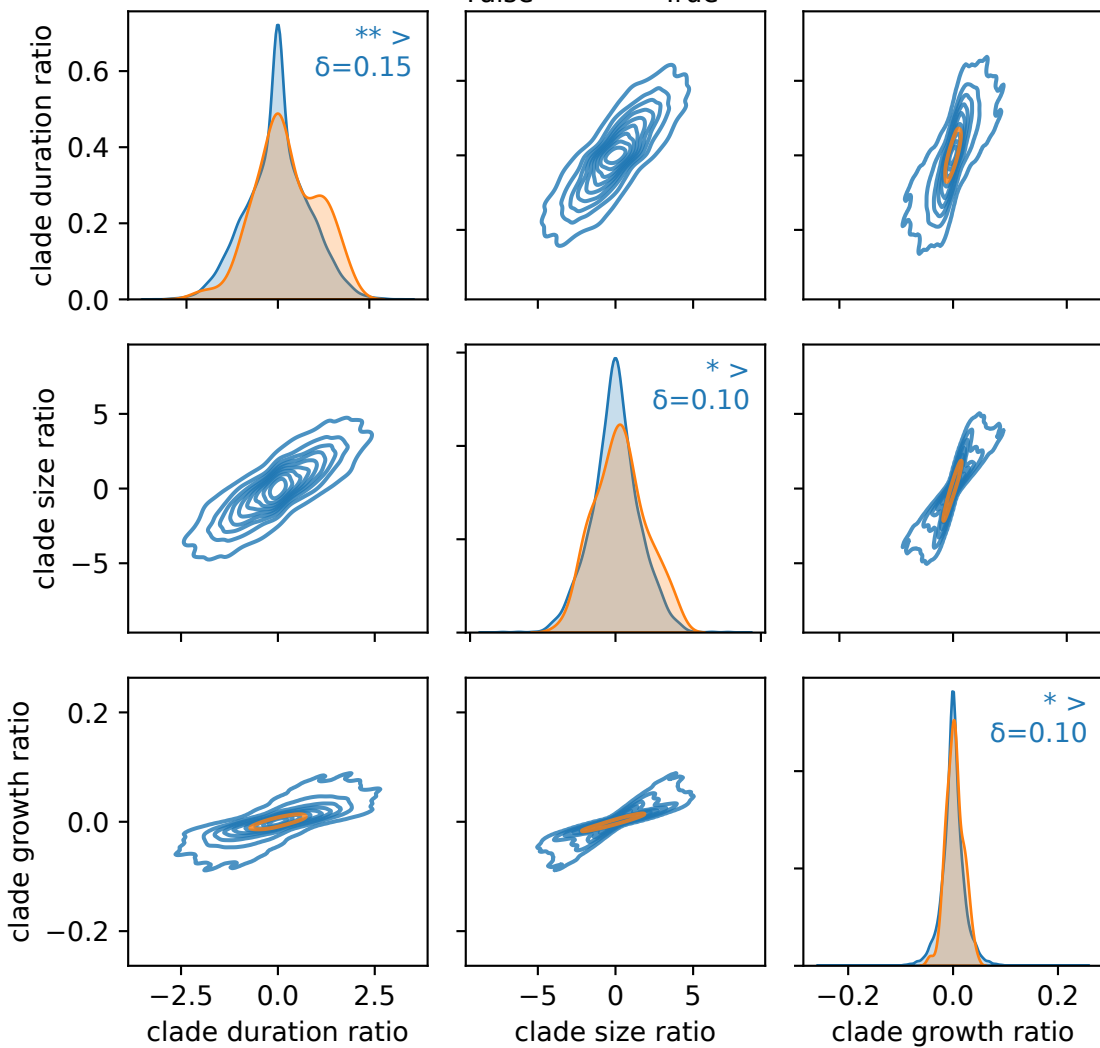 ** >
δ=0.15
clade duration ratio
0.6
0.4
0.2
0.0
* >
δ=0.10
clade size ratio
5
0
−5
* >
δ=0.10
clade growth ratio
0.2
0.0
−0.2
−2.5
0.0
2.5
−5
0
5
−0.2
0.0
0.2
clade duration ratio
clade size ratio
clade growth ratio